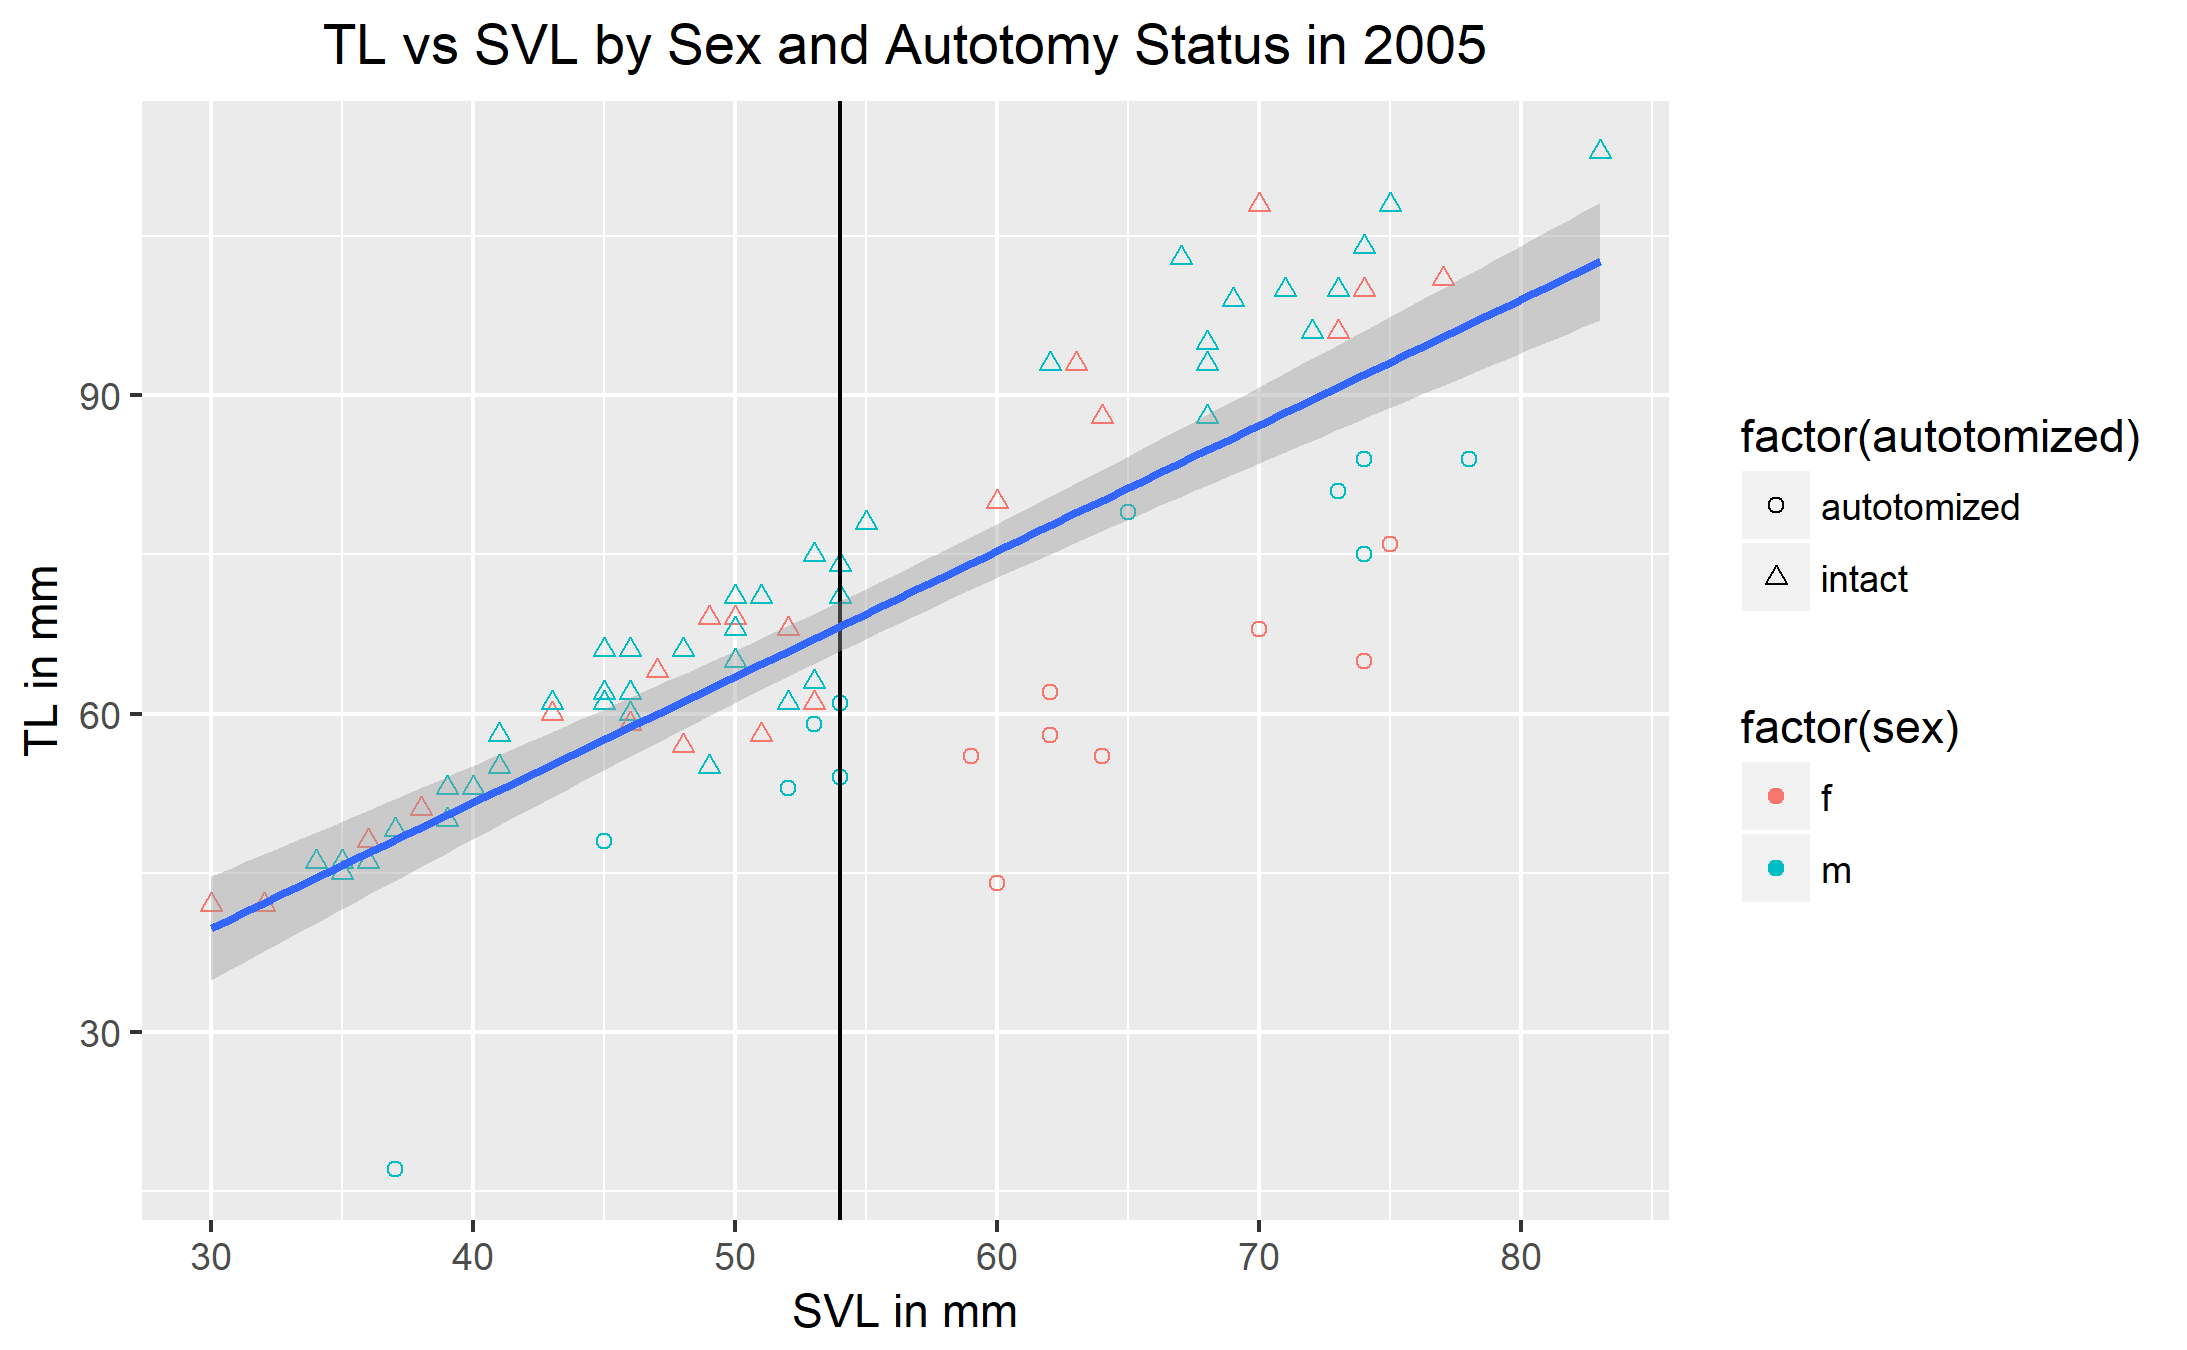 TL vs SVL by Sex and Autotomy Status in 2005
TL in mm
90
60
30
30 40 50 60 70 80
SVL in mm
factor(autotomized)
autotomized
intact
factor(sex)
f
m